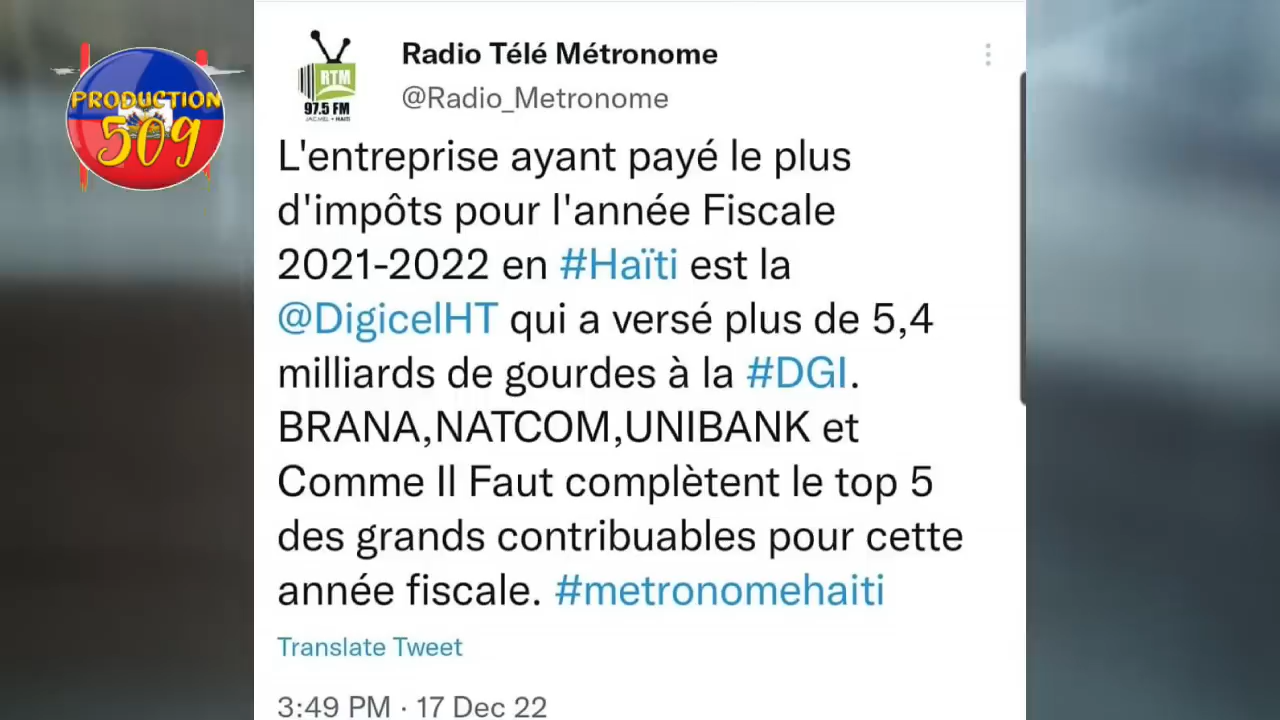 PRODUCTION
509
RTM
97.5 FM
JACMEL • HAITI
Radio Télé Métronome
@Radio_Metronome
L'entreprise ayant payé le plus
d'impôts pour l'année Fiscale
2021-2022 en #Haïti est la
@DigicelHT qui a versé plus de 5,4
milliards de gourdes à la #DGI.
BRANA,NATCOM,UNIBANK et
Comme Il Faut complètent le top 5
des grands contribuables pour cette
année fiscale. #metronomehaiti
Translate Tweet
3:49 PM · 17 Dec 22